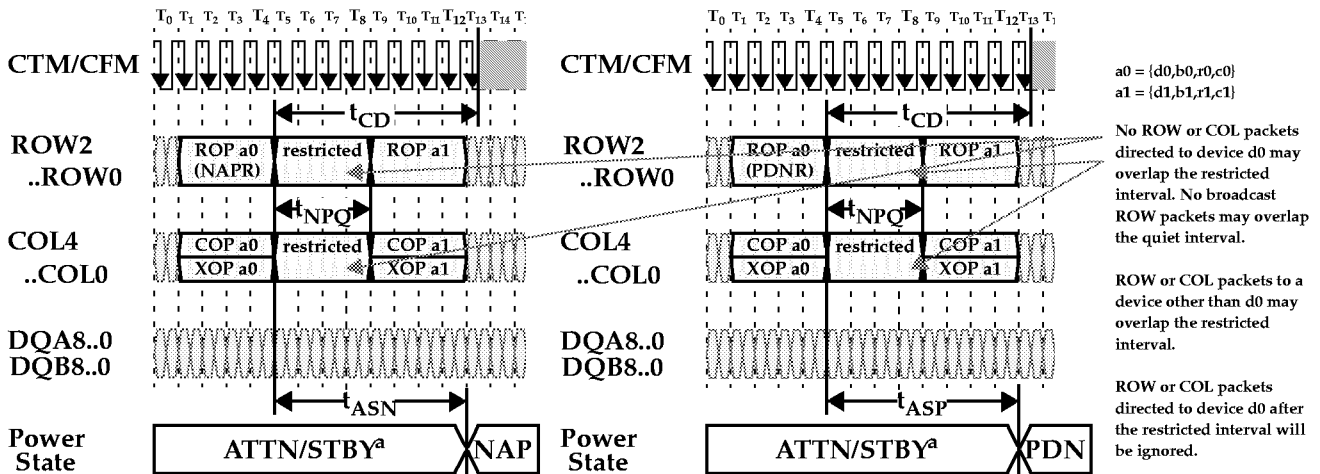 T0 T1 T2 T3 T4 T5 T6 T7 T8 T9 T10 T11 T12 T13 T14 T
CTM/CFM
tCD
ROW2
..ROW0
ROP a0
(NAPR)
restricted
ROP a1
tNPQ
COL4
..COL0
COP a0
XOP a0
restricted
COP a1
XOP a1
DQA8..0
DQB8..0
tASN
Power
State
ATTN/STBYa
NAP
T0 T1 T2 T3 T4 T5 T6 T7 T8 T9 T10 T11 T12 T13 T
CTM/CFM
tCD
ROW2
..ROW0
ROP a0
(PDNR)
restricted
ROP a1
tNPQ
COL4
..COL0
COP a0
XOP a0
restricted
COP a1
XOP a1
DQA8..0
DQB8..0
tASP
Power
State
ATTN/STBYa
PDN
a0 = {d0,b0,r0,c0}
a1 = {d1,b1,r1,c1}
No ROW or COL packets
directed to device d0 may
overlap the restricted
interval. No broadcast
ROW packets may overlap
the quiet interval.
ROW or COL packets to a
device other than d0 may
overlap the restricted
interval.
ROW or COL packets
directed to device d0 after
the restricted interval will
be ignored.